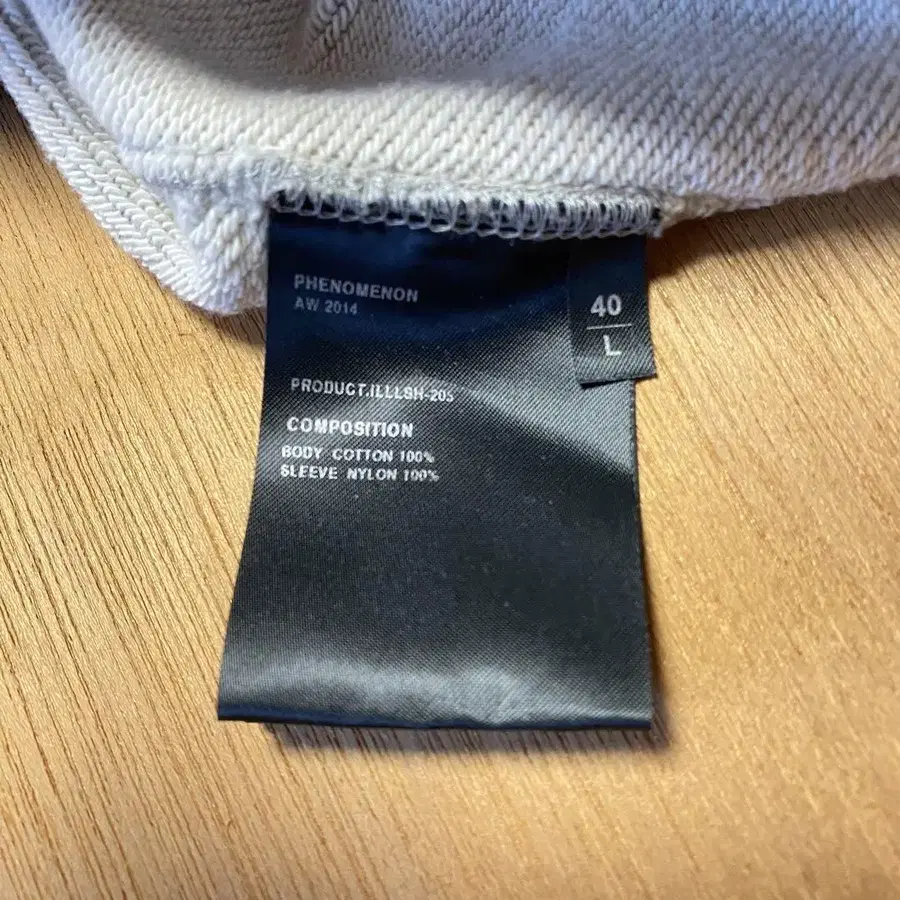 PHENOMENON
AW 2014
40
L
PRODUCT.ILLLSH-205
COMPOSITION
BODY COTTON 100%
SLEEVE NYLON 100%